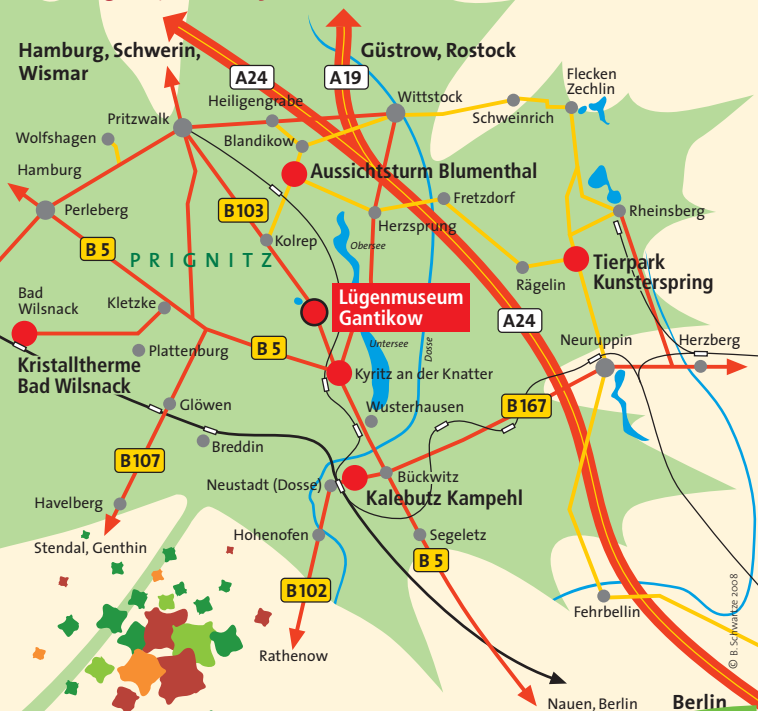 Hamburg, Schwerin,
Wismar
Güstrow, Rostock
A24
A19
Flecken
Zechlin
Heiligengrabe
Wittstock
Schweinrich
Pritzwalk
Wolfshagen
Blandikow
Hamburg
Aussichtsturm Blumenthal
Fretzdorf
Perleberg
B103
Herzsprung
Rheinsberg
Kolrep
B 5
PRIGNITZ
Obersee
Tierpark
Kunsterspring
Rägelin
Bad
Wilsnack
Kletzke
Lügenmuseum
Gantikow
A24
Plattenburg
B 5
Untersee
Dosse
Neuruppin
Herzberg
Kristalltherme
Bad Wilsnack
Kyritz an der Knatter
Glöwen
Wusterhausen
B167
Breddin
B107
Bückwitz
Neustadt (Dosse)
Kalebutz Kampehl
Havelberg
Stendal, Genthin
Hohenofen
Segeletz
B 5
B102
Fehrbellin
© B. Schwartze 2008
Rathenow
Nauen, Berlin
Berlin